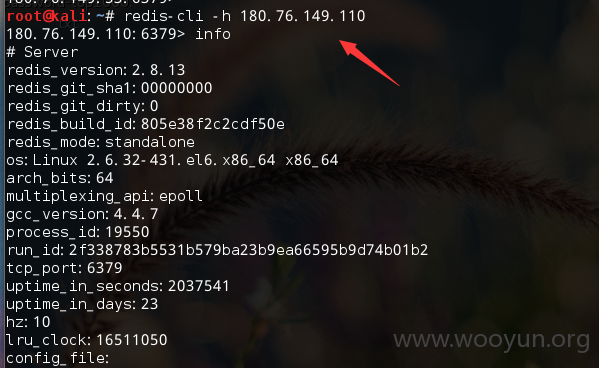 root@kali:~# redis-cli -h 180.76.149.110
180.76.149.110:6379> info
# Server
redis_version:2.8.13
redis_git_sha1:00000000
redis_git_dirty:0
redis_build_id:805e38f2c2cdf50e
redis_mode:standalone
os:Linux 2.6.32-431.el6.x86_64 x86_64
arch_bits:64
multiplexing_api:epoll
gcc_version:4.4.7
process_id:19550
run_id:2f338783b5531b579ba23b9ea66595b9d74b01b2
tcp_port:6379
uptime_in_seconds:2037541
uptime_in_days:23
hz:10
lru_clock:16511050
config_file:
www.wooyun.org